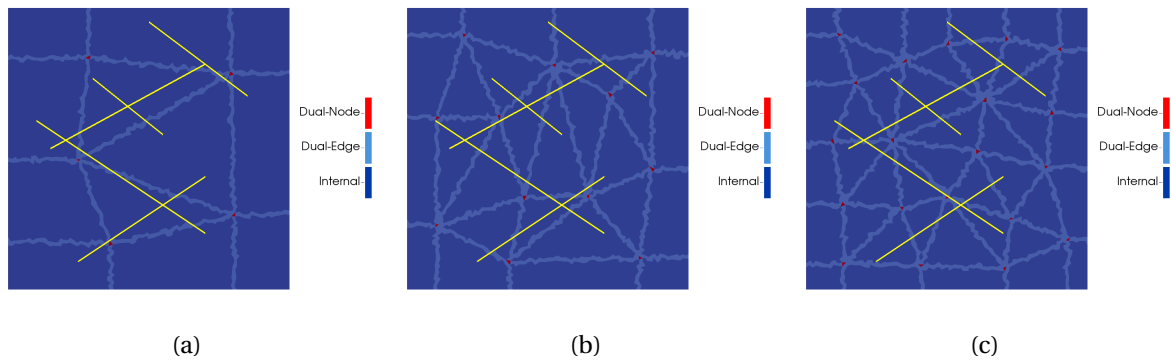 Dual-Node
Dual-Edge
Internal
Dual-Node
Dual-Edge
Internal
Dual-Node
Dual-Edge
Internal
(a)
(b)
(c)